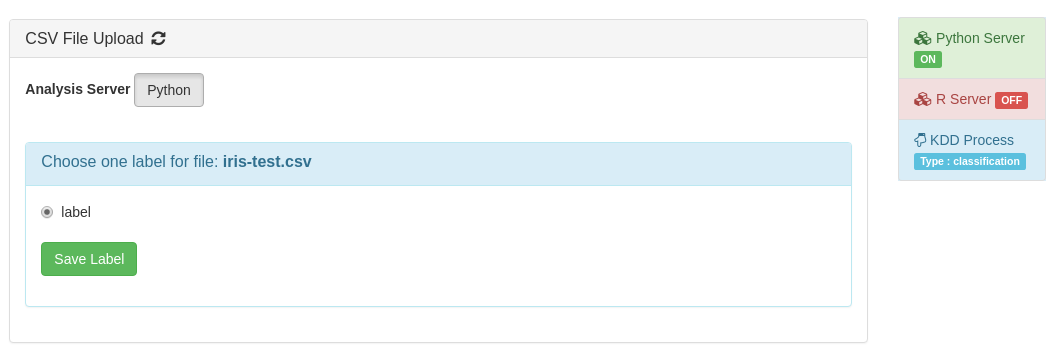 CSV File Upload
Analysis Server Python
Choose one label for file: iris-test.csv
label
Save Label
Python Server
ON
R Server OFF
KDD Process
Type : classification